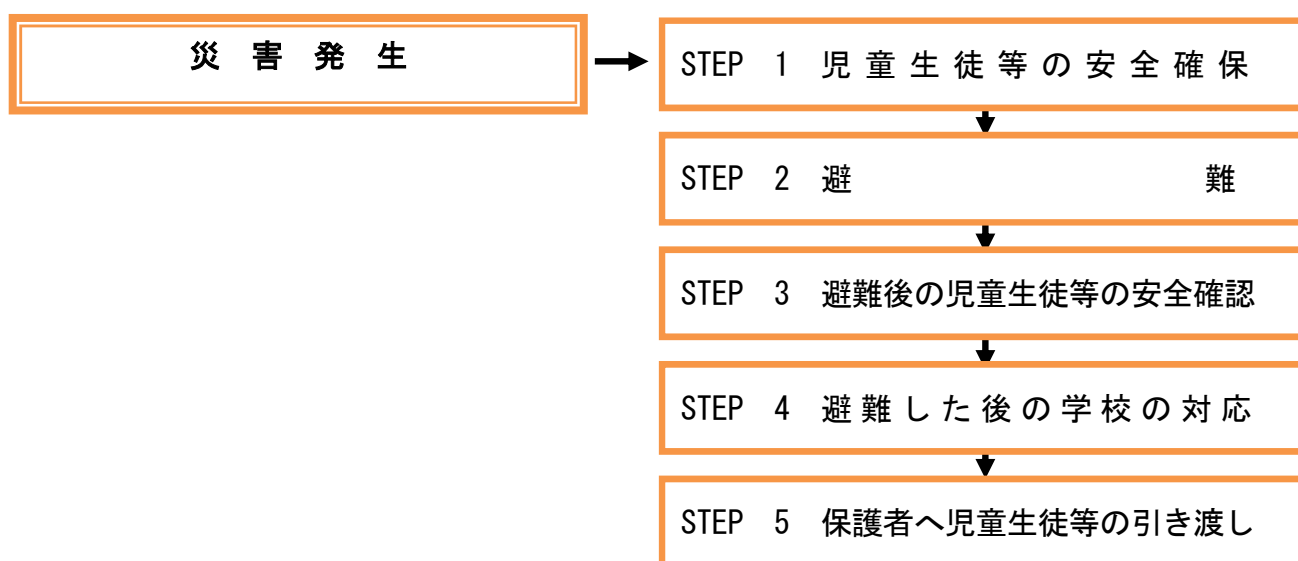 災害発生
STEP 1 児童生徒等の安全確保
STEP 2 避難
STEP 3 避難後の児童生徒等の安全確認
STEP 4 避難した後の学校の対応
STEP 5 保護者へ児童生徒等の引き渡し